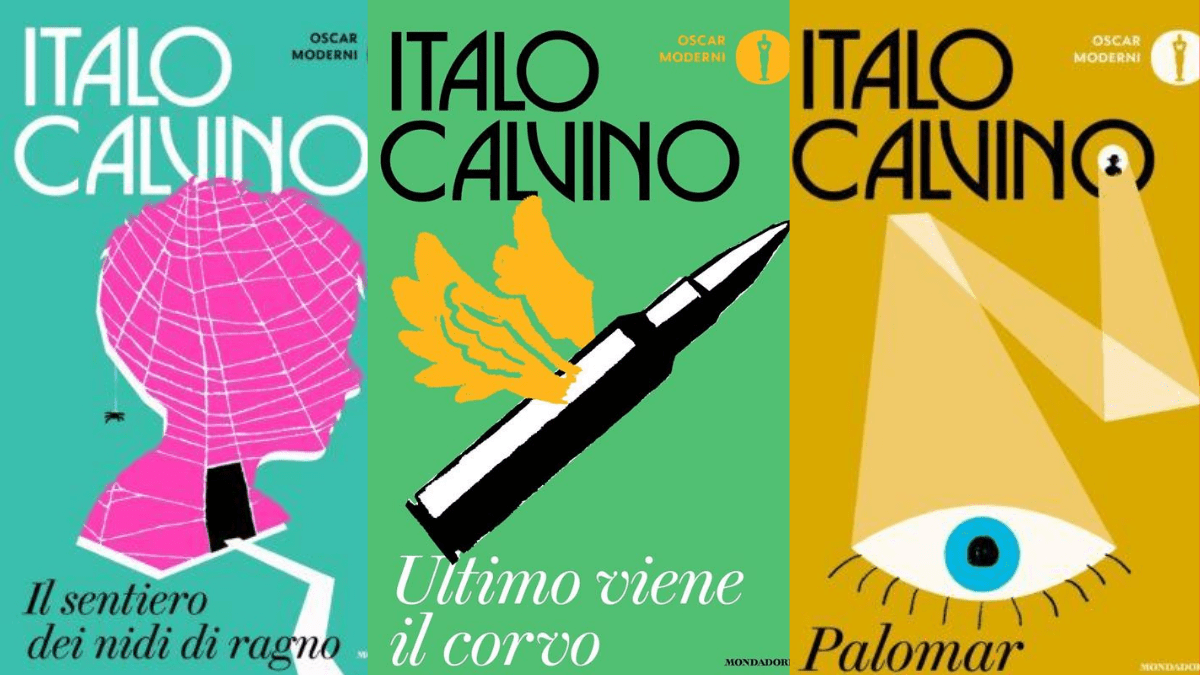 ITALO
CALVINO
OSCAR
MODERNI
Il sentiero
dei nidi di ragno
M
ITALO
CALVINO
OSCAR
MODERNI
Ultimo viene
il corvo
MONDADORI
ITALO
CALVINO
OSCAR
MODERNI
Palomar
MONDADOR